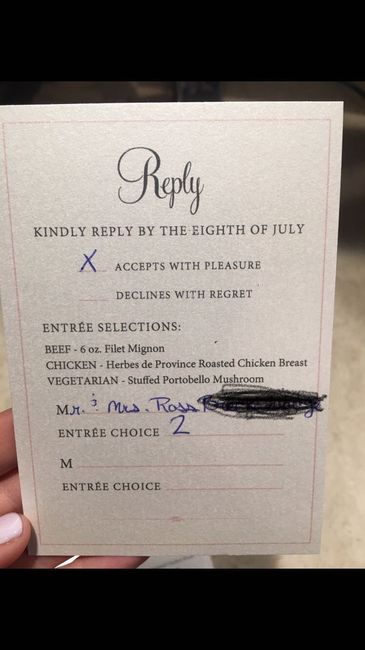 Reply
KINDLY REPLY BY THE EIGHTH OF JULY
X ACCEPTS WITH PLEASURE
DECLINES WITH REGRET
ENTRÉE SELECTIONS:
BEEF - 6 oz. Filet Mignon
CHICKEN - Herbes de Province Roasted Chicken Breast
VEGETARIAN - Stuffed Portobello Mushroom
Mr. & Mrs. Ross
ENTRÉE CHOICE 2
M
ENTRÉE CHOICE